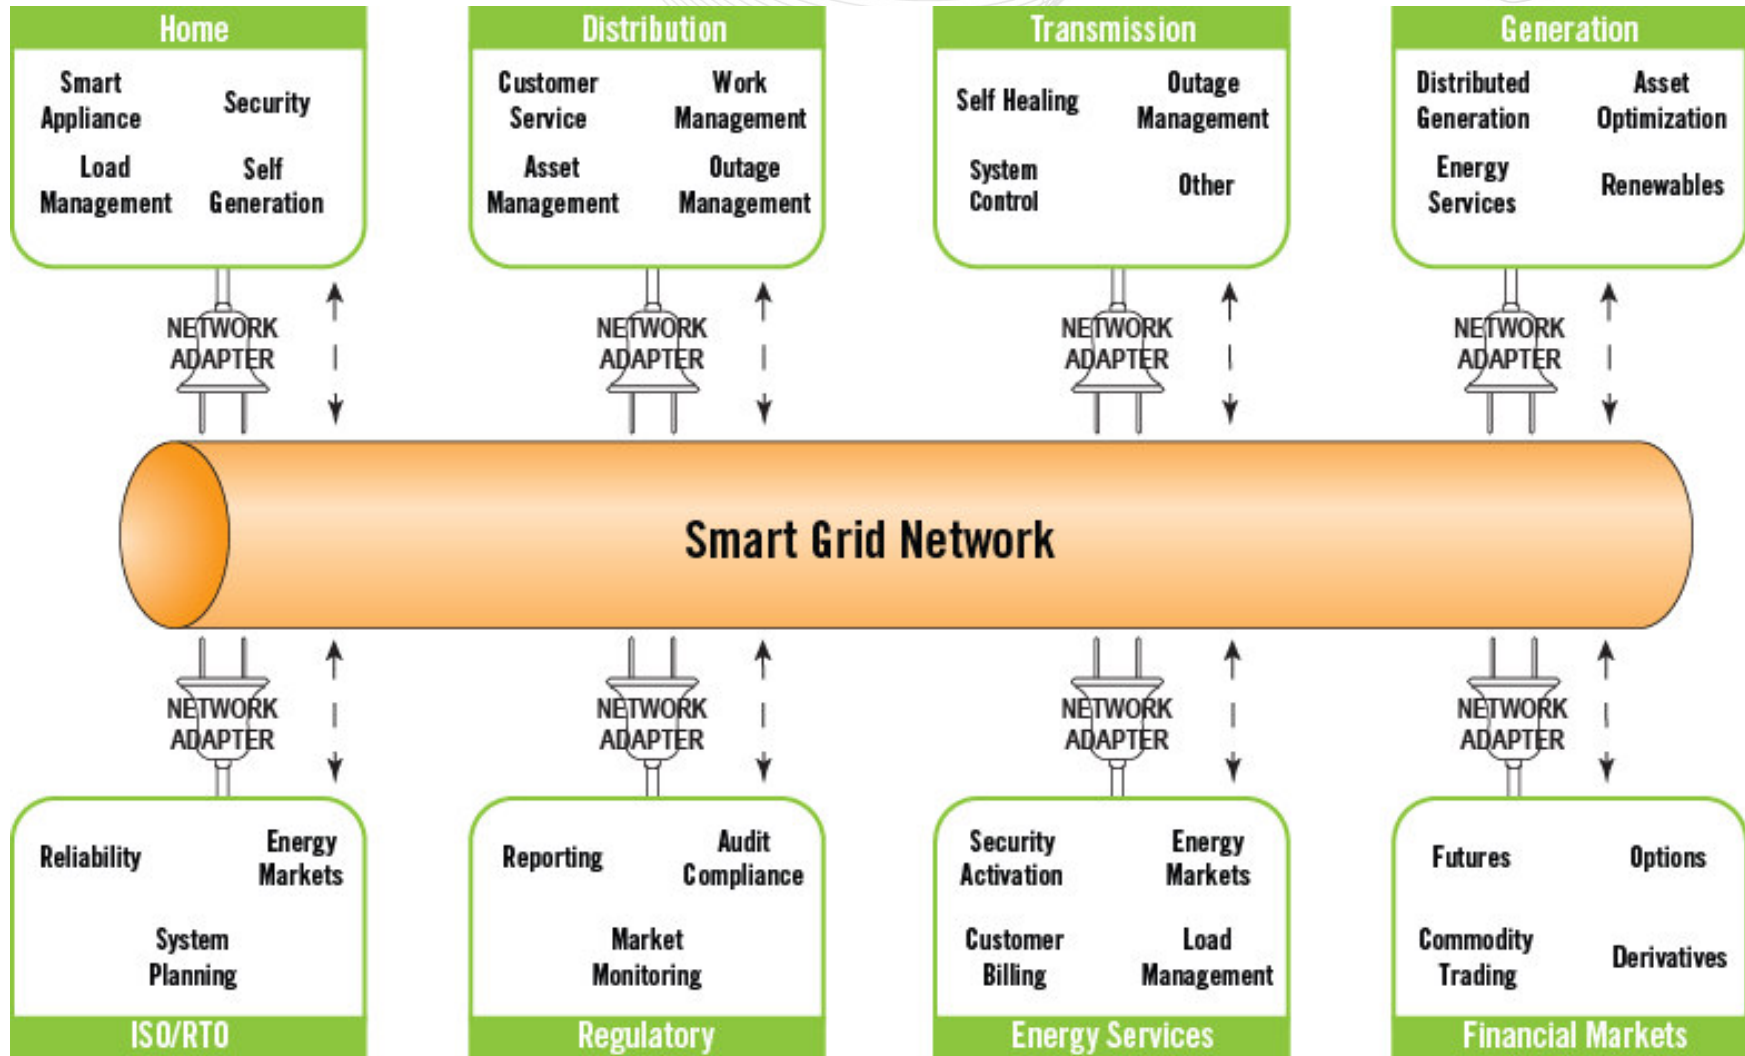 Home
Smart
Appliance
Security
Load
Management
Self
Generation
Distribution
Customer
Service
Work
Management
Asset
Management
Outage
Management
Transmission
Self Healing
Outage
Management
System
Control
Other
Generation
Distributed
Generation
Asset
Optimization
Energy
Services
Renewables
NETWORK
ADAPTER
NETWORK
ADAPTER
NETWORK
ADAPTER
NETWORK
ADAPTER
Smart Grid Network
NETWORK
ADAPTER
NETWORK
ADAPTER
NETWORK
ADAPTER
NETWORK
ADAPTER
Reliability
Energy
Markets
System
Planning
ISO/RTO
Reporting
Audit
Compliance
Market
Monitoring
Regulatory
Security
Activation
Energy
Markets
Customer
Billing
Load
Management
Energy Services
Futures
Options
Commodity
Trading
Derivatives
Financial Markets